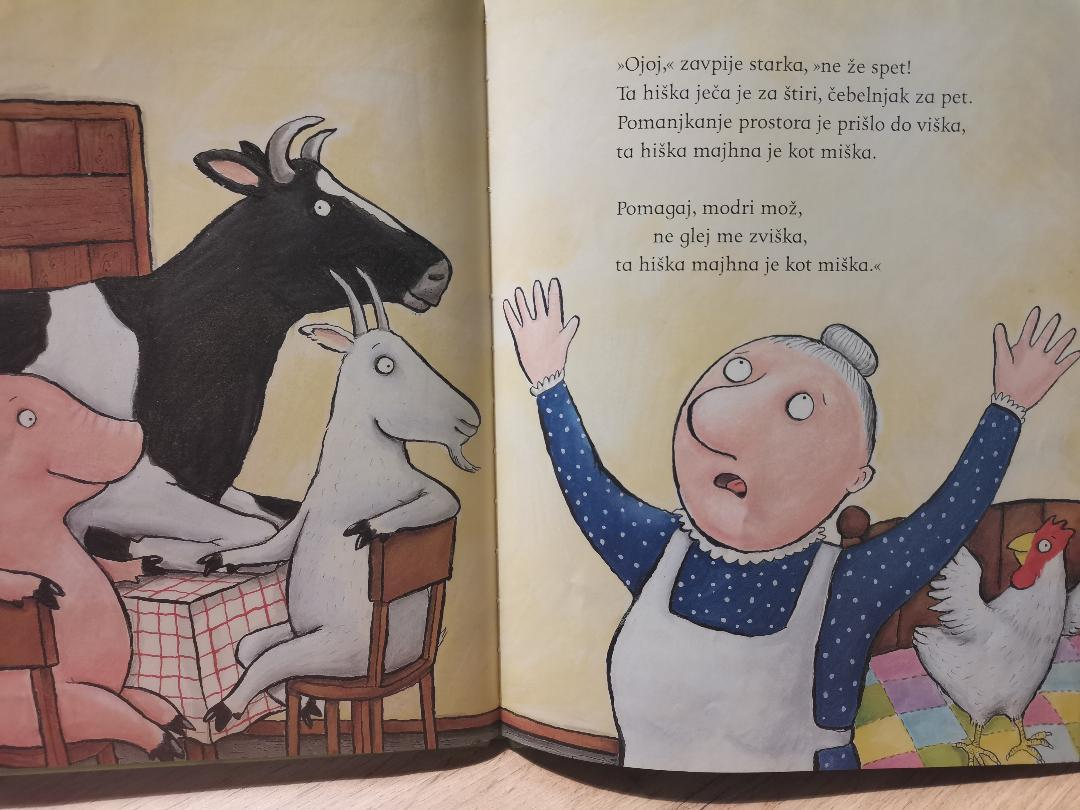 »Ojoj,« zavpije starka, »ne že spet!
Ta hiška ječa je za štiri, čebelnjak za pet.
Pomanjkanje prostora je prišlo do viška,
ta hiška majhna je kot miška.
Pomagaj, modri mož,
ne glej me zviška,
ta hiška majhna je kot miška.«